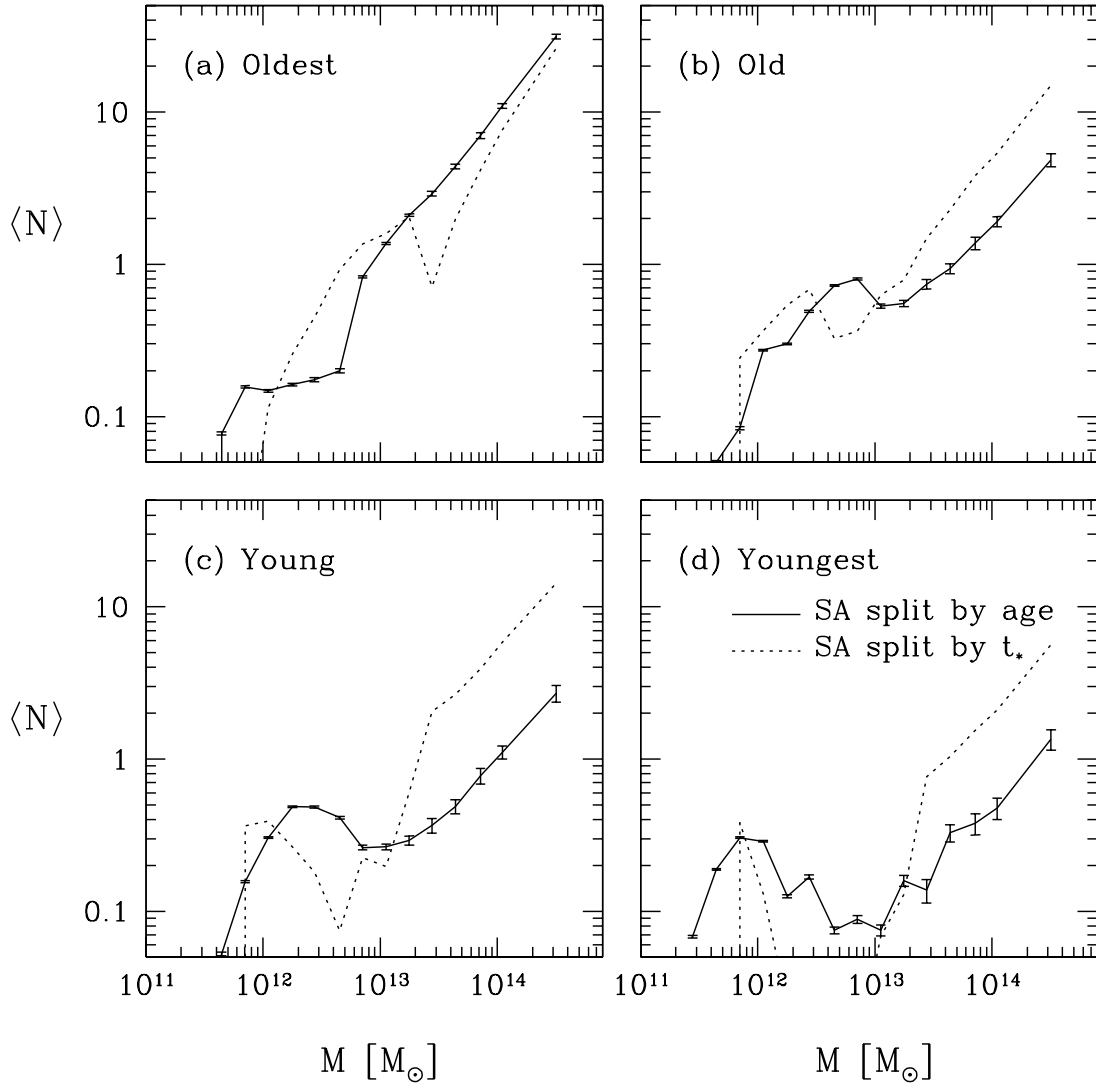 (a) Oldest
(b) Old
10
1
0.1
⟨N⟩
(c) Young
(d) Youngest
SA split by age
SA split by t*
10
1
0.1
⟨N⟩
10¹¹ 10¹² 10¹³ 10¹⁴ 10¹¹ 10¹² 10¹³ 10¹⁴
M [M⊙] M [M⊙]